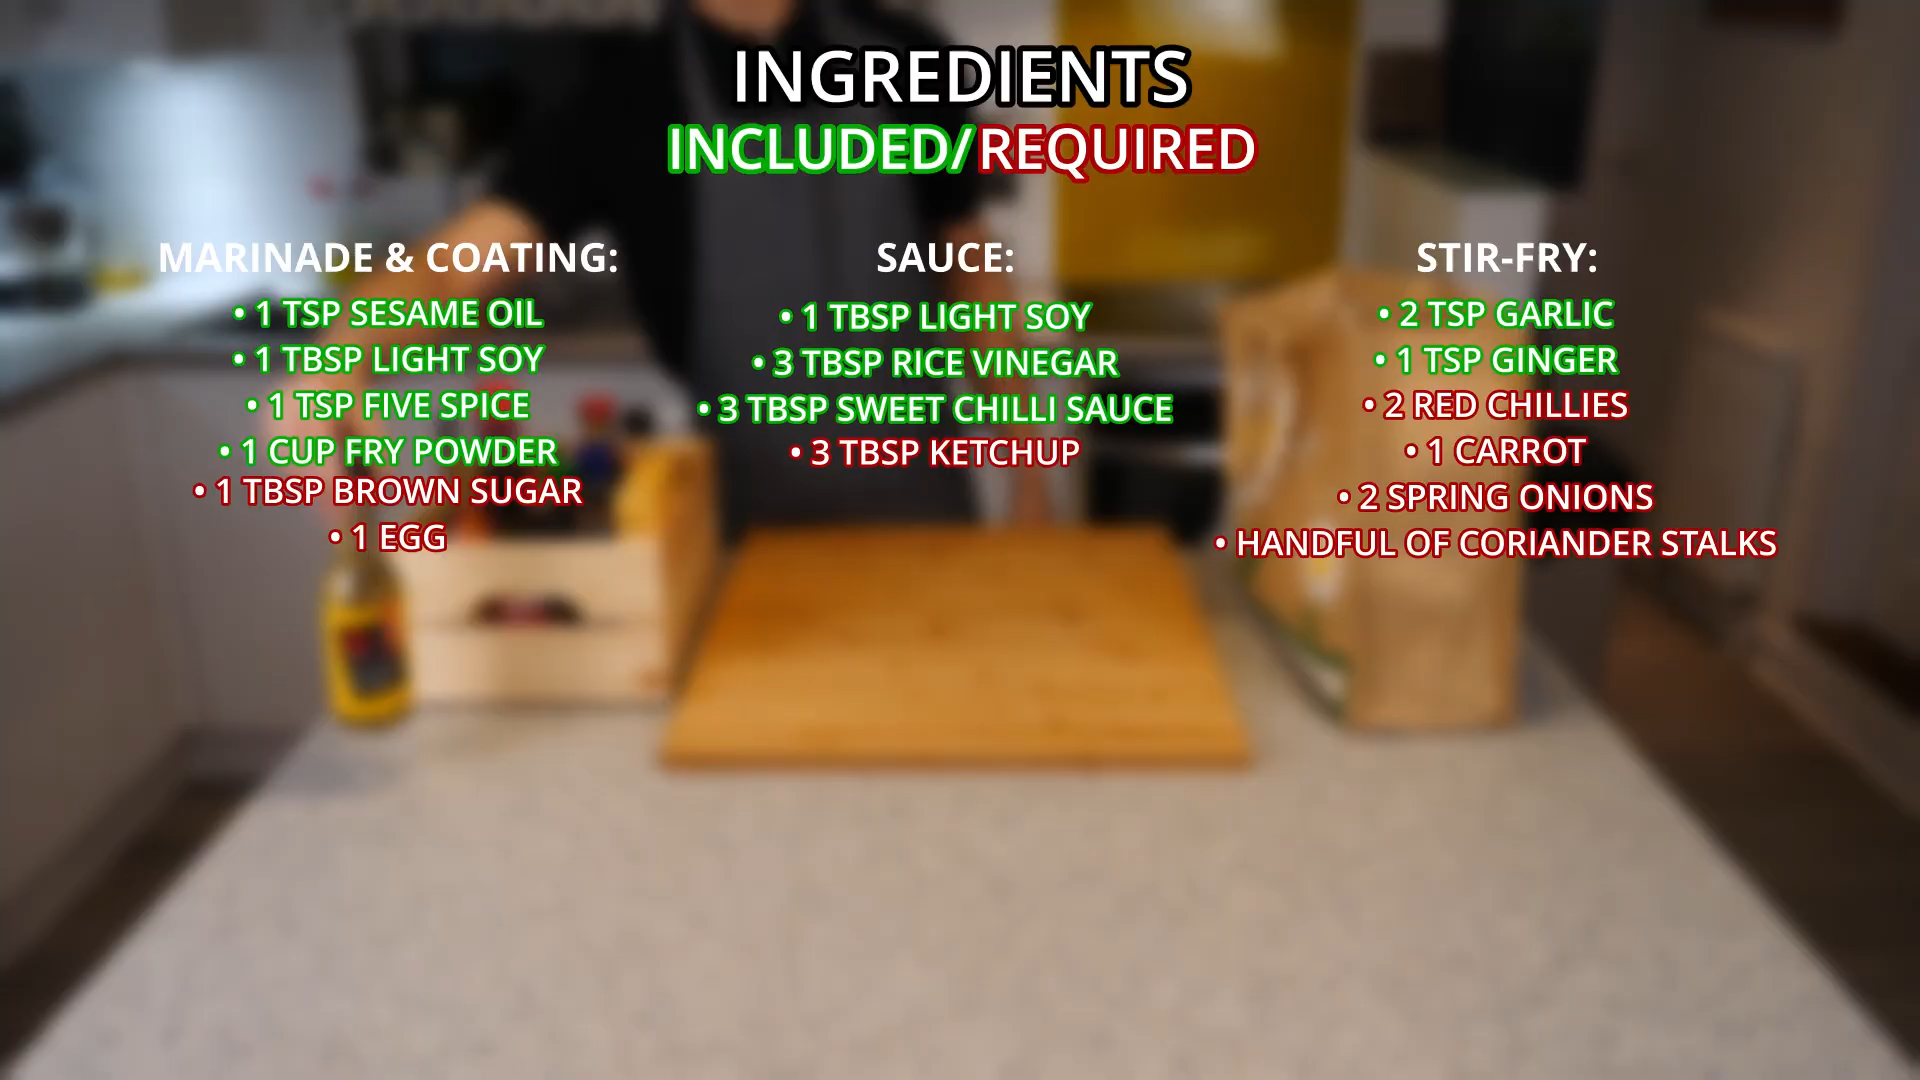 INGREDIENTS
INCLUDED/REQUIRED
MARINADE & COATING:
• 1 TSP SESAME OIL
• 1 TBSP LIGHT SOY
• 1 TSP FIVE SPICE
• 1 CUP FRY POWDER
• 1 TBSP BROWN SUGAR
• 1 EGG
SAUCE:
• 1 TBSP LIGHT SOY
• 3 TBSP RICE VINEGAR
• 3 TBSP SWEET CHILLI SAUCE
• 3 TBSP KETCHUP
STIR-FRY:
• 2 TSP GARLIC
• 1 TSP GINGER
• 2 RED CHILLIES
• 1 CARROT
• 2 SPRING ONIONS
• HANDFUL OF CORIANDER STALKS